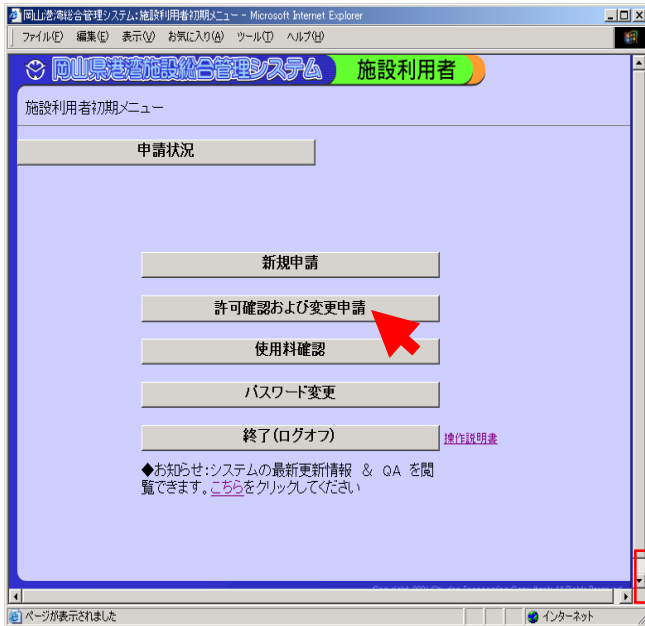 岡山港湾総合管理システム:施設利用者初期メニュー - Microsoft Internet Explorer
ファイル(F) 編集(E) 表示(V) お気に入り(A) ツール(T) ヘルプ(H)
岡山県港湾施設総合管理システム 施設利用者
施設利用者初期メニュー
申請状況
新規申請
許可確認および変更申請
使用料確認
パスワード変更
終了(ログオフ) 操作説明書
◆お知らせ:システムの最新更新情報 & QA を閲
覧できます。こちらをクリックしてください
ページが表示されました インターネット